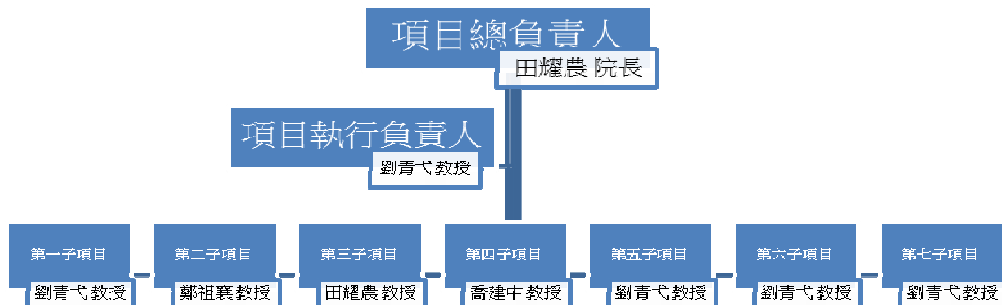 項目總負責人
田耀農 院長
項目執行負責人
劉青弋 教授
第一子項目
第二子項目
第三子項目
第四子項目
第五子項目
第六子項目
第七子項目
劉青弋 教授
鄭祖襄 教授
田耀農 教授
喬建中 教授
劉青弋 教授
劉青弋 教授
劉青弋 教授